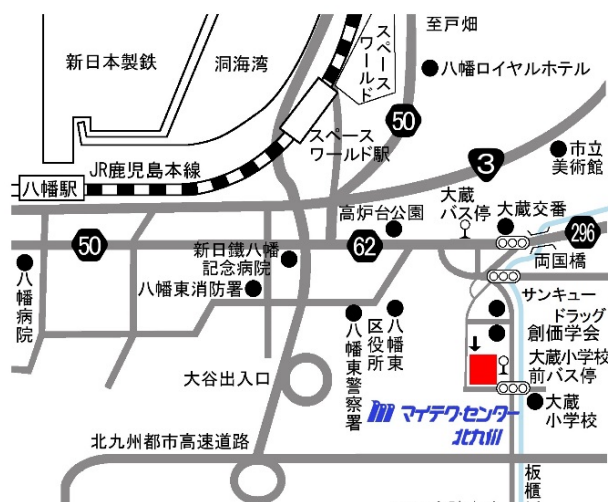 至戸畑
新日本製鉄
洞海湾
スペース
ワールド
八幡ロイヤルホテル
50
スペース
ワールド駅
3
市立
美術館
JR鹿児島本線
八幡駅
高炉台公園
大蔵
バス停
大蔵交番
296
50
62
新日鐵八幡
記念病院
両国橋
八幡病院
八幡東消防署
サンキュー
ドラッグ
創価学会
八幡東警察署
八幡東
区役所
大蔵小学校
前バス停
大谷出入口
マイテク・センター
北九州
大蔵
小学校
北九州都市高速道路
板櫃